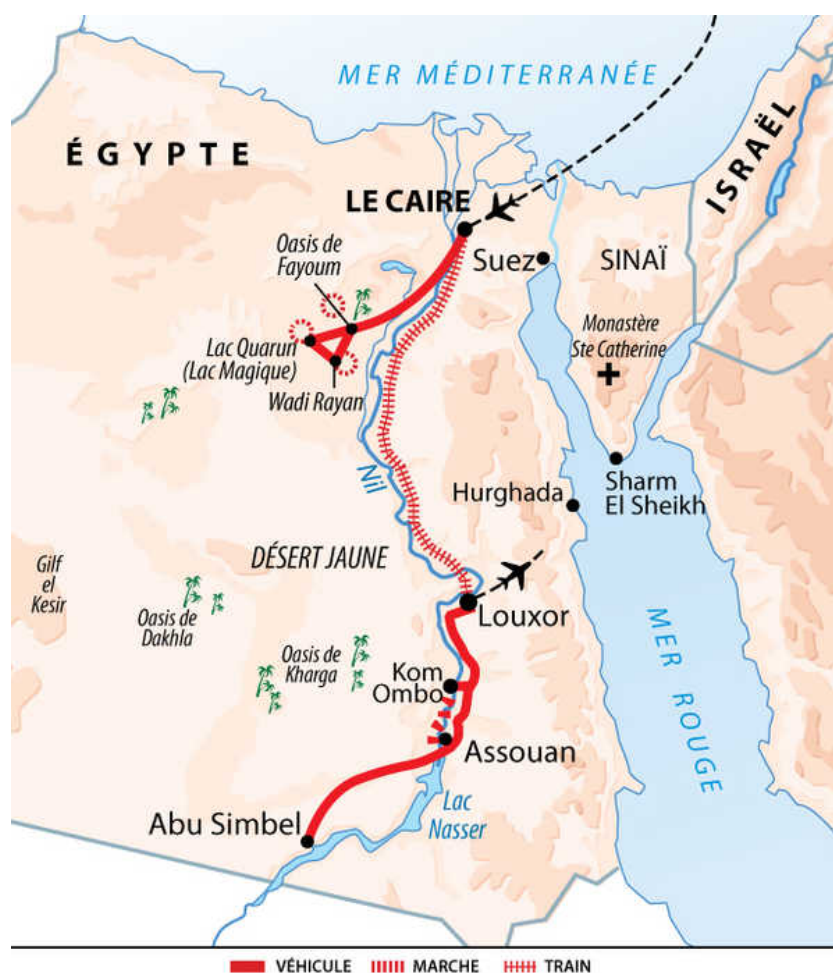 MER MÉDITERRANÉE
ÉGYPTE
ISRAËL
LE CAIRE
Oasis de
Fayoum
Suez
SINAÏ
Monastère
Ste Catherine
Lac Quarun
(Lac Magique)
Wadi Rayan
Nil
Sharm
El Sheikh
Hurghada
DÉSERT JAUNE
Gilf
el
Kesir
Oasis de
Dakhla
Louxor
Oasis de
Kharga
Kom
Ombo
MER ROUGE
Assouan
Lac
Nasser
Abu Simbel
VÉHICULE
MARCHE
TRAIN